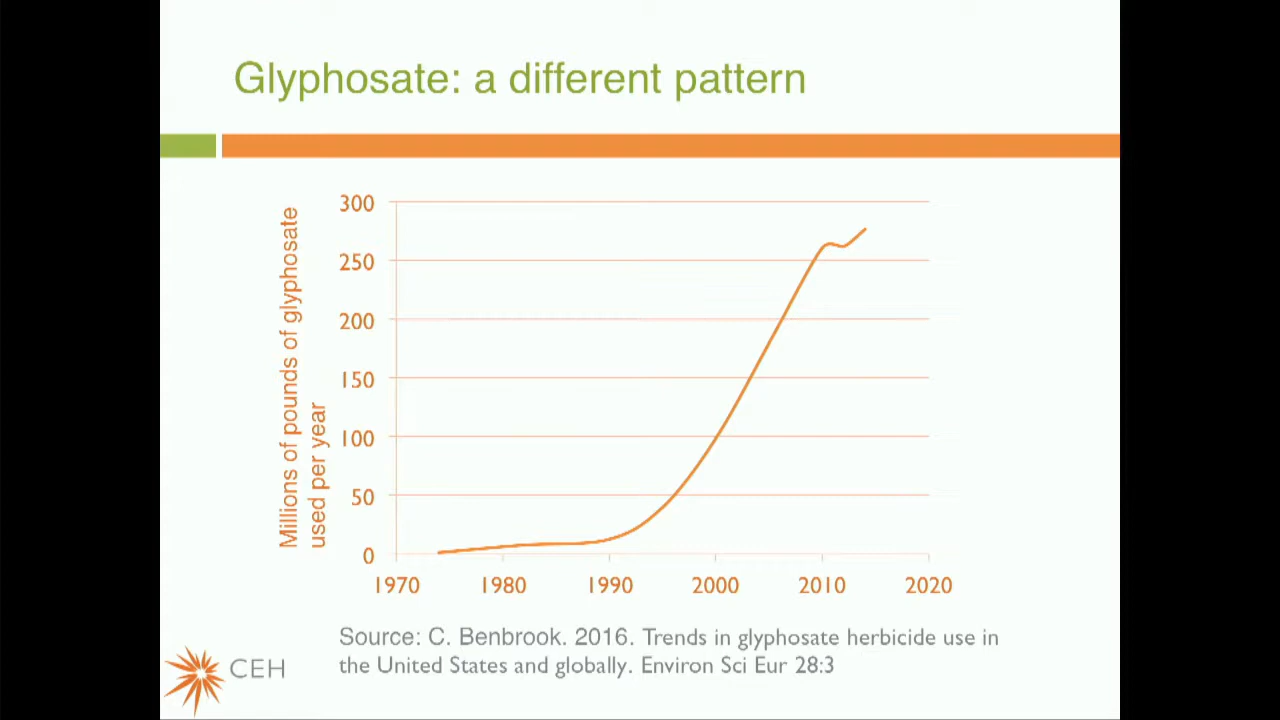 Glyphosate: a different pattern
Millions of pounds of glyphosate
used per year
300
250
200
150
100
50
0
1970 1980 1990 2000 2010 2020
Source: C. Benbrook. 2016. Trends in glyphosate herbicide use in
the United States and globally. Environ Sci Eur 28:3
CEH